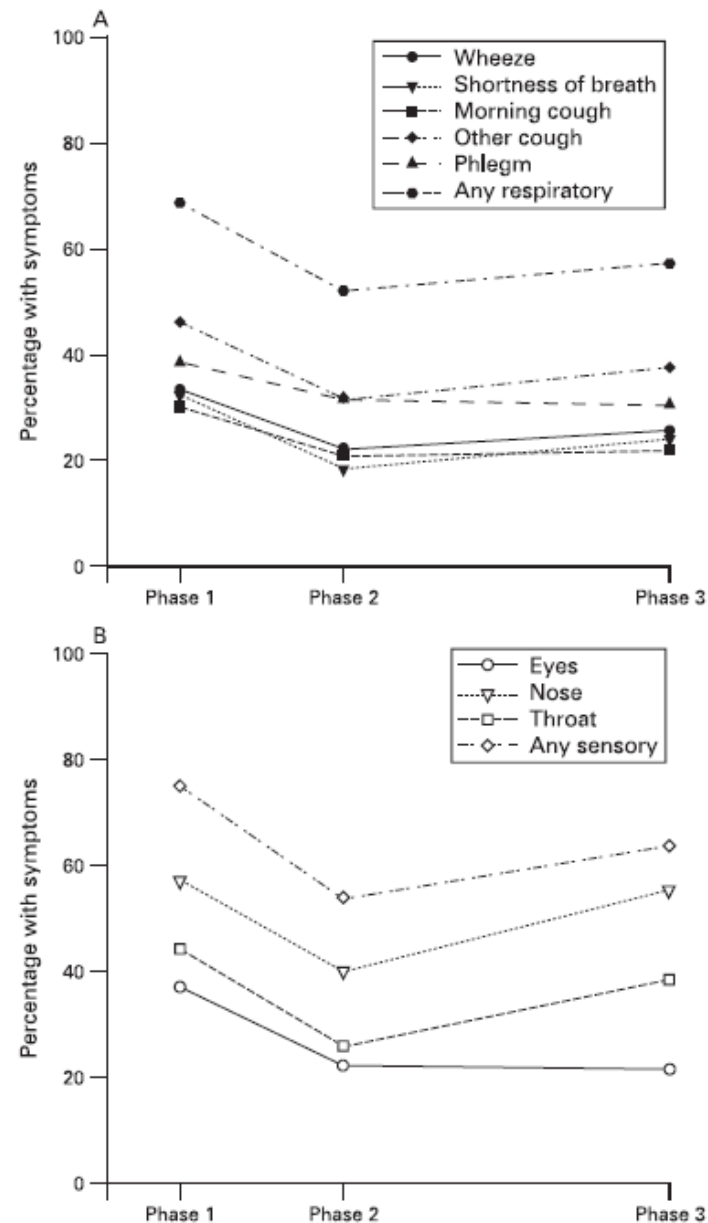 A
100
80
60
40
20
0
Percentage with symptoms
Wheeze
Shortness of breath
Morning cough
Other cough
Phlegm
Any respiratory
Phase 1
Phase 2
Phase 3
B
100
80
60
40
20
0
Percentage with symptoms
Eyes
Nose
Throat
Any sensory
Phase 1
Phase 2
Phase 3